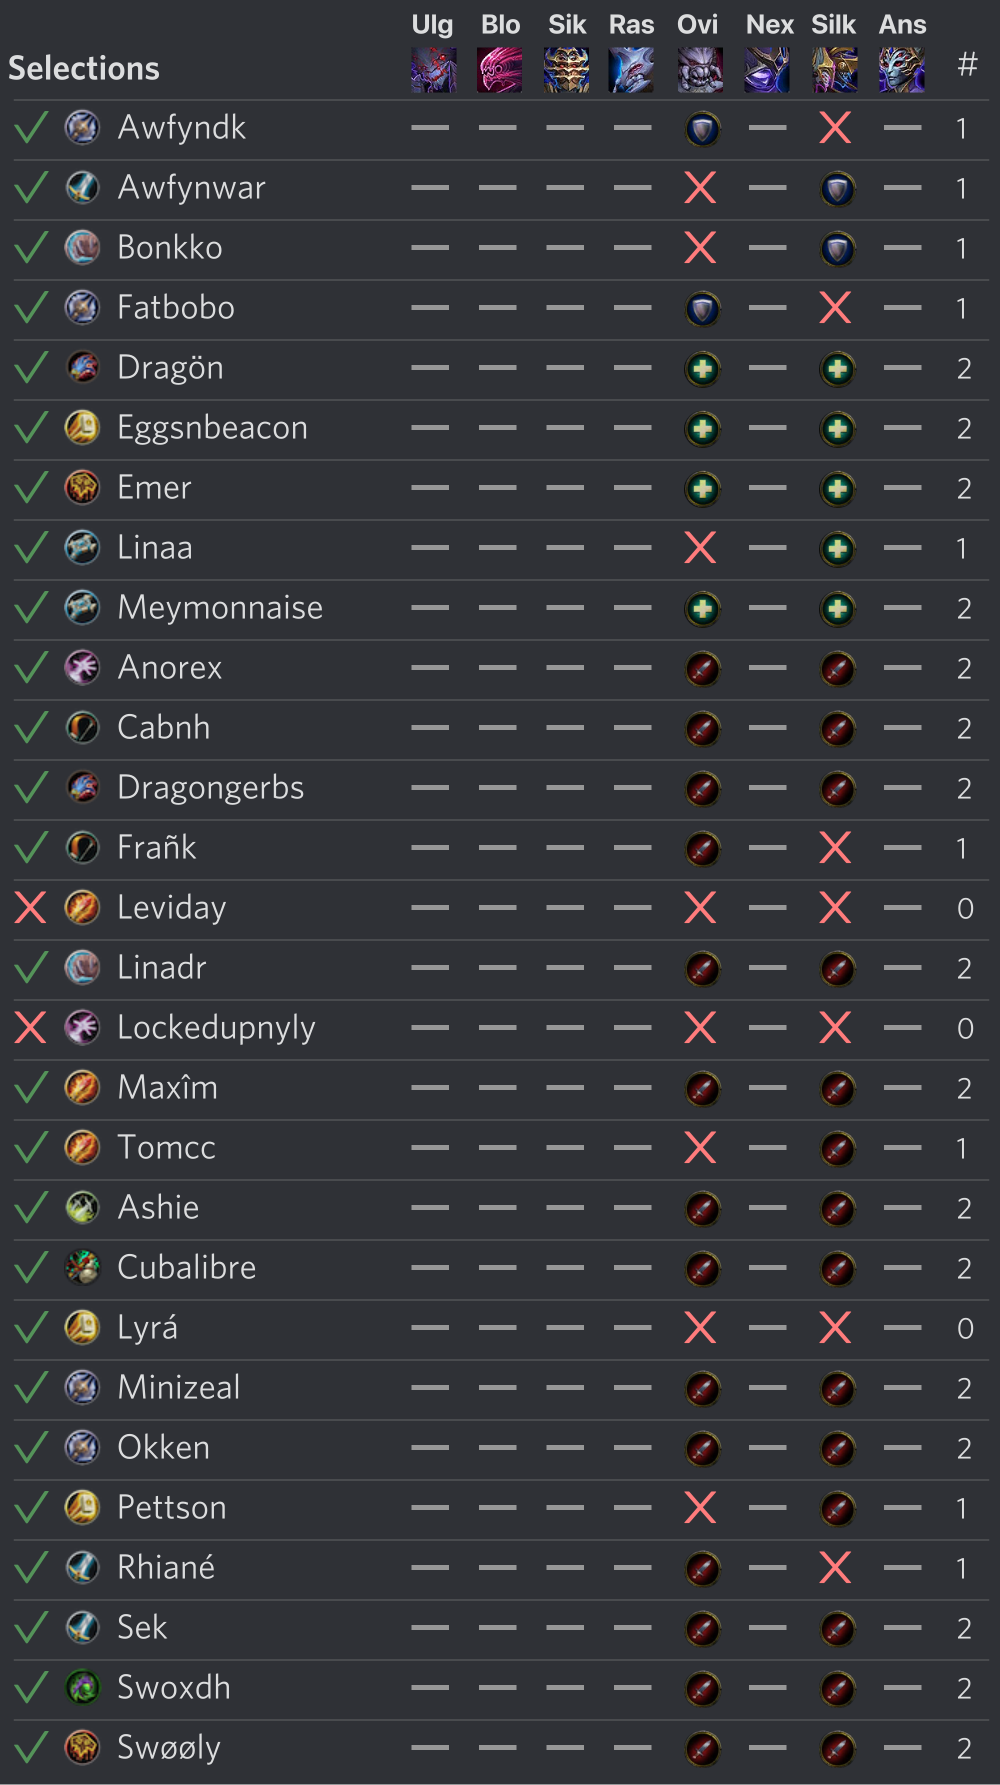 Ulg Blo Sik Ras Ovi Nex Silk Ans
Selections #
Awfyndk 1
Awfynwar 1
Bonkko 1
Fatbobo 1
Dragön 2
Eggsnbeacon 2
Emer 2
Linaa 1
Meymonnaise 2
Anorex 2
Cabnh 2
Dragongerbs 2
Frañk 1
Leviday 0
Linadr 2
Lockedupnyly 0
Maxîm 2
Tomcc 1
Ashie 2
Cubalibre 2
Lyrá 0
Minizeal 2
Okken 2
Pettson 1
Rhiané 1
Sek 2
Swoxdh 2
Swøøly 2